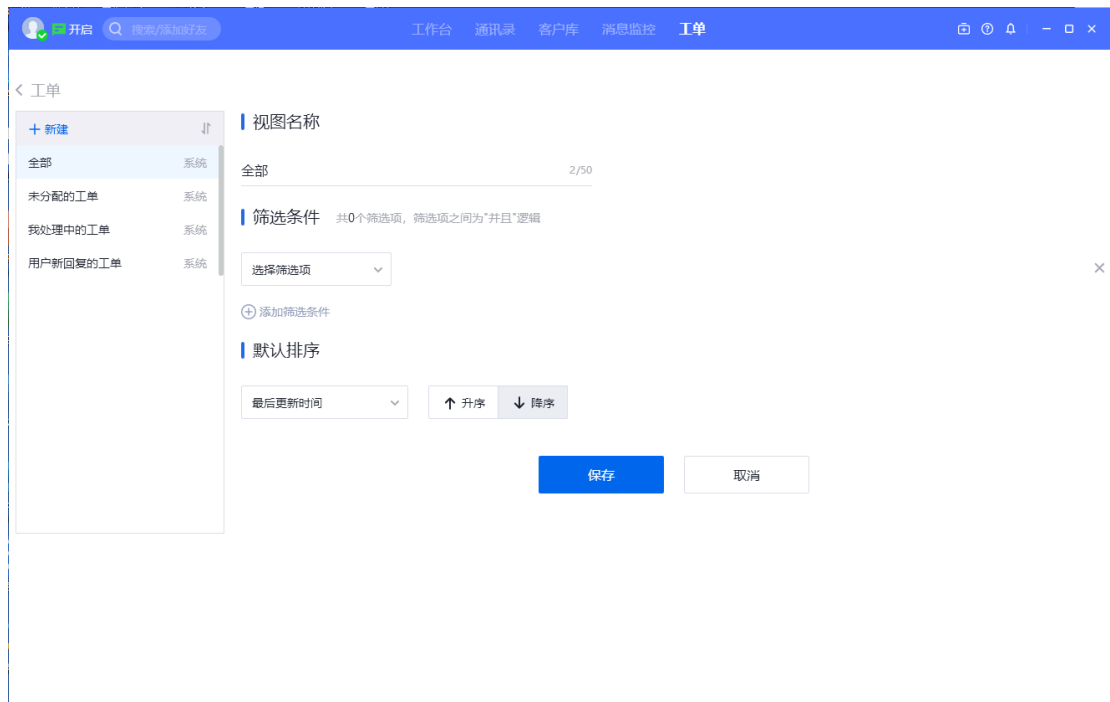 开启 搜索/添加好友 工作台 通讯录 客户库 消息监控 工单
工单
新建
全部 系统
未分配的工单 系统
我处理中的工单 系统
用户新回复的工单 系统
视图名称
全部 2/50
筛选条件 共0个筛选项，筛选项之间为"并且"逻辑
选择筛选项
添加筛选条件
默认排序
最后更新时间 升序 降序
保存 取消